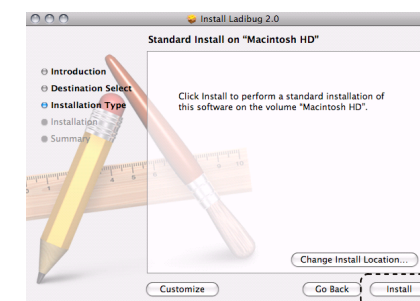 Install Ladibug 2.0
Standard Install on "Macintosh HD"
Introduction
Destination Select
Installation Type
Installation
Summary
Click Install to perform a standard installation of
this software on the volume "Macintosh HD".
Change Install Location...
Customize
Go Back
Install